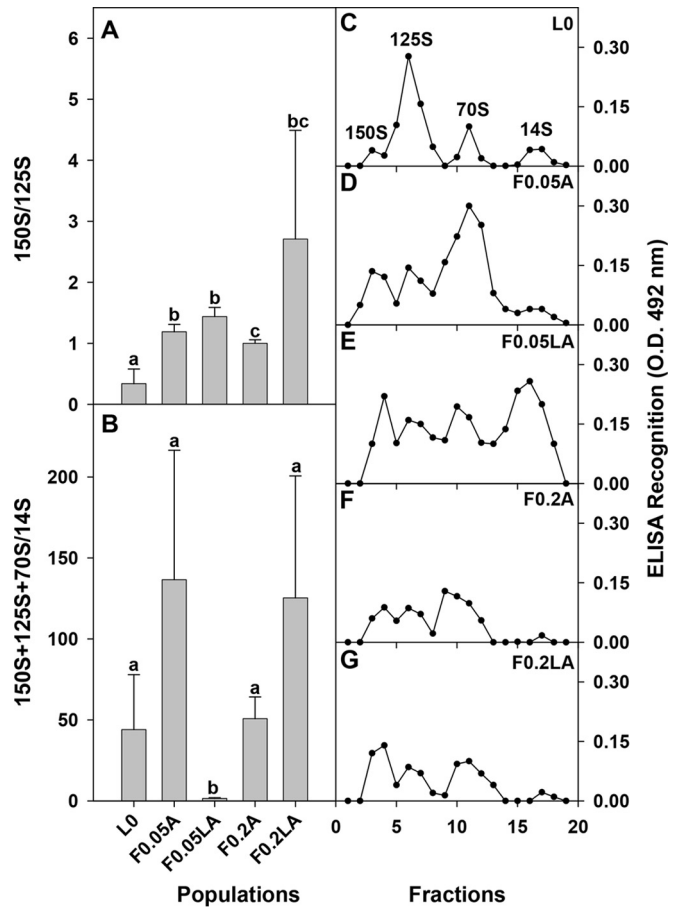 A
6
5
4
3
2
1
0
150S/125S
a
b
b
c
bc
B
200
150
100
50
0
150S+125S+70S/14S
a
a
b
a
a
L0
F0.05A
F0.05LA
F0.2A
F0.2LA
Populations
C
L0
150S
125S
70S
14S
0.30
0.15
0.00
D
F0.05A
0.30
0.15
0.00
E
F0.05LA
0.30
0.15
0.00
F
F0.2A
0.30
0.15
0.00
G
F0.2LA
0.30
0.15
0.00
0 5 10 15 20
Fractions
ELISA Recognition (O.D. 492 nm)